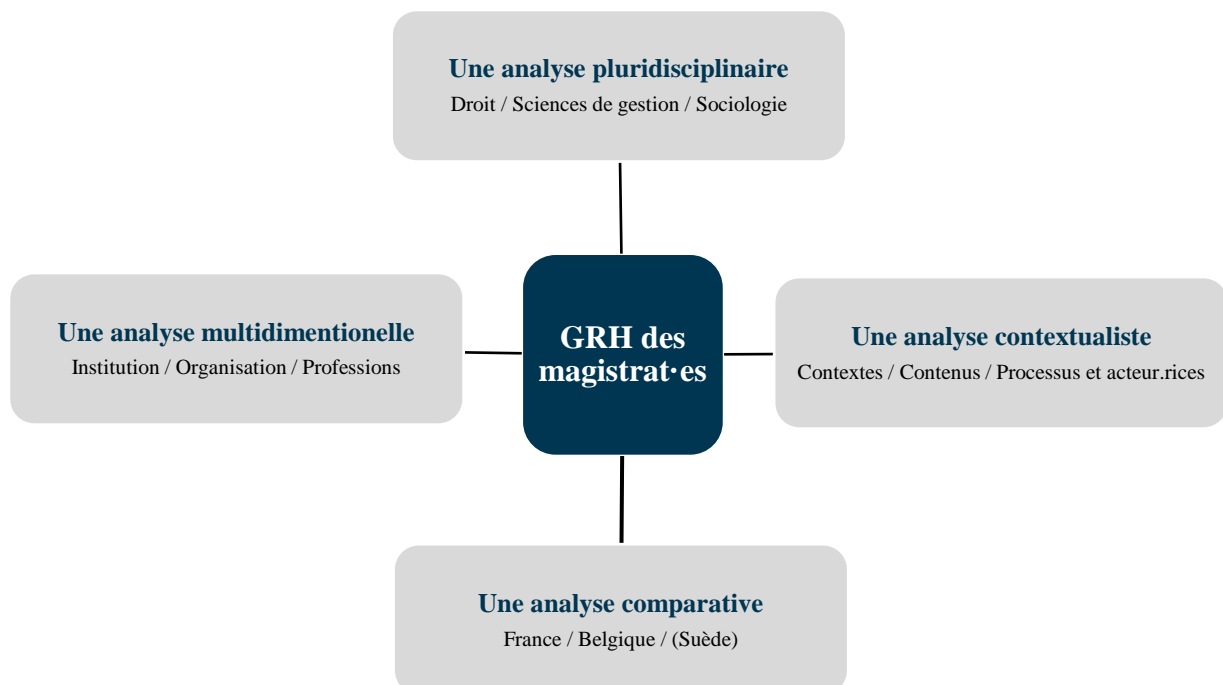 Une analyse pluridisciplinaire
Droit / Sciences de gestion / Sociologie
Une analyse multidimentionelle
Institution / Organisation / Professions
GRH des
magistrat·es
Une analyse contextualiste
Contextes / Contenus / Processus et acteur.rices
Une analyse comparative
France / Belgique / (Suède)